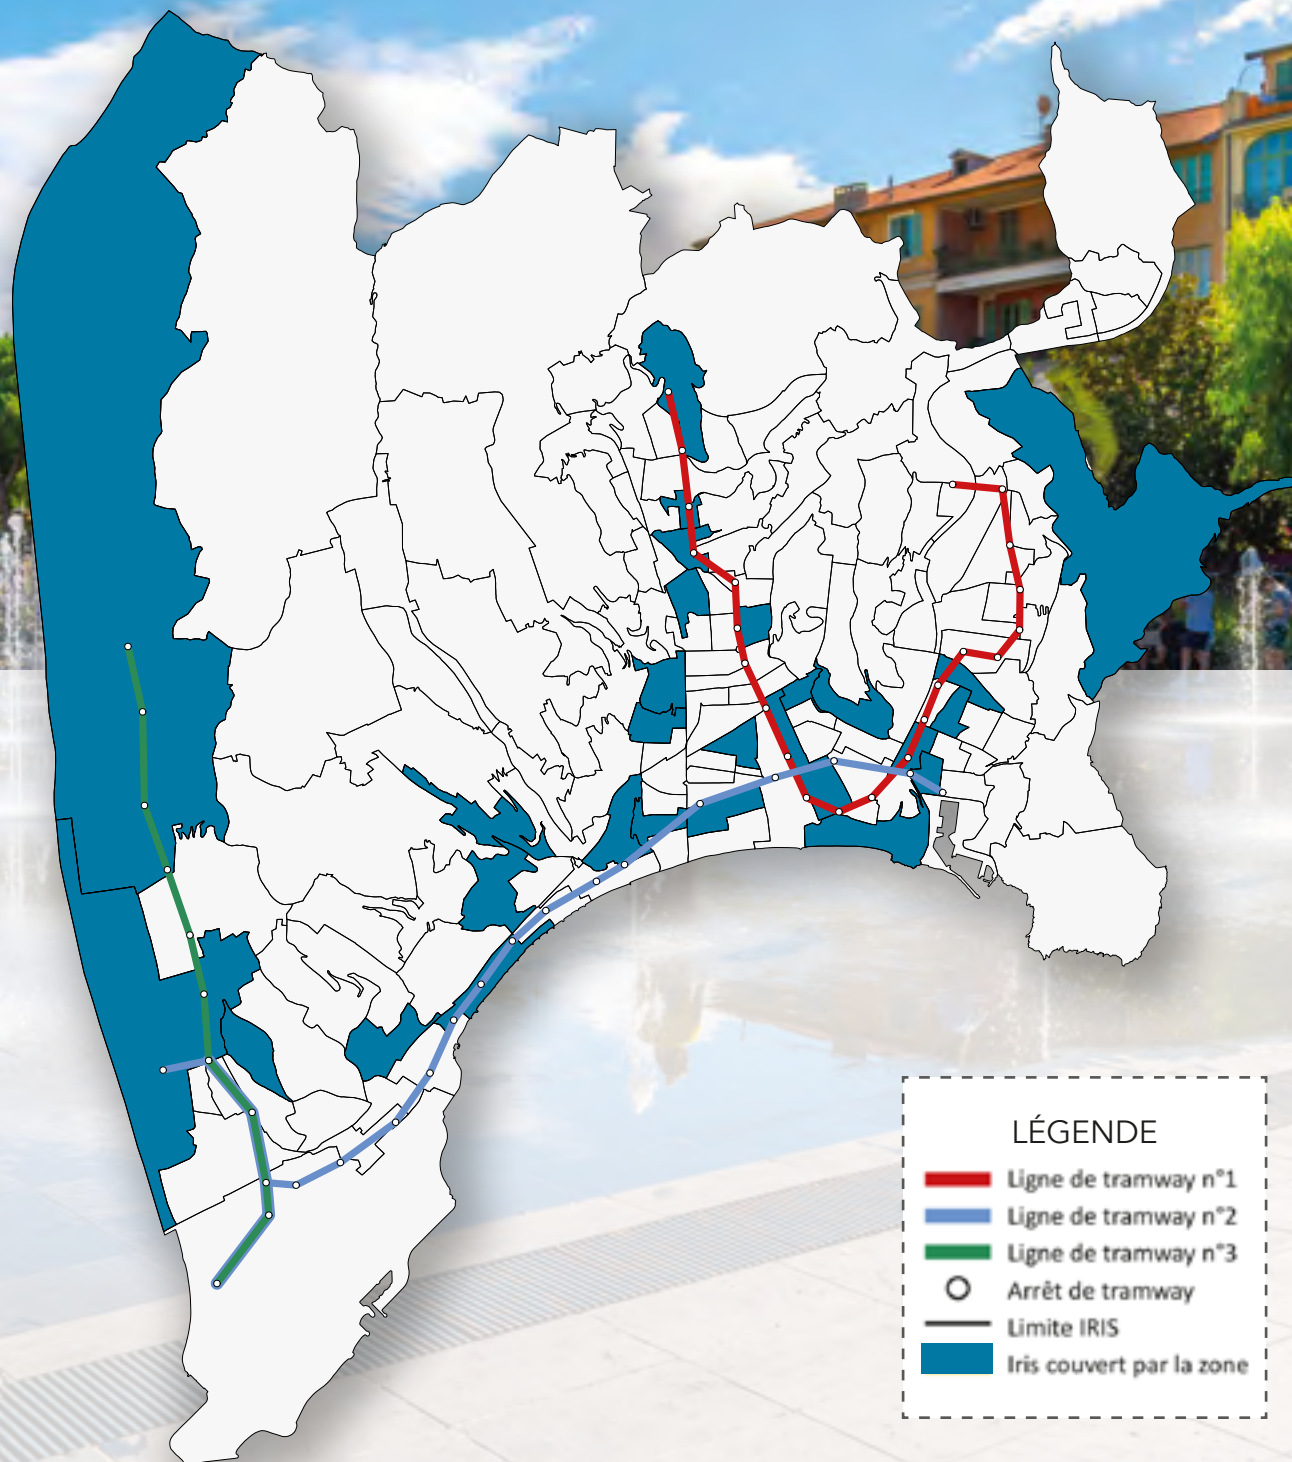 LÉGENDE
Ligne de tramway n°1
Ligne de tramway n°2
Ligne de tramway n°3
Arrêt de tramway
Limite IRIS
Iris couvert par la zone